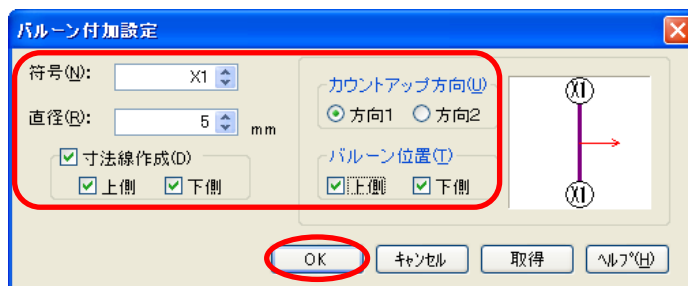 バルーン付加設定
符号(N): X1
カウントアップ方向(U)
方向1 方向2
直径(R): 5 mm
寸法線作成(D)
上側 下側
バルーン位置(T)
上側 下側
X1
X1
OK ｷｬﾝｾﾙ 取得 ﾍﾙﾌﾟ(H)